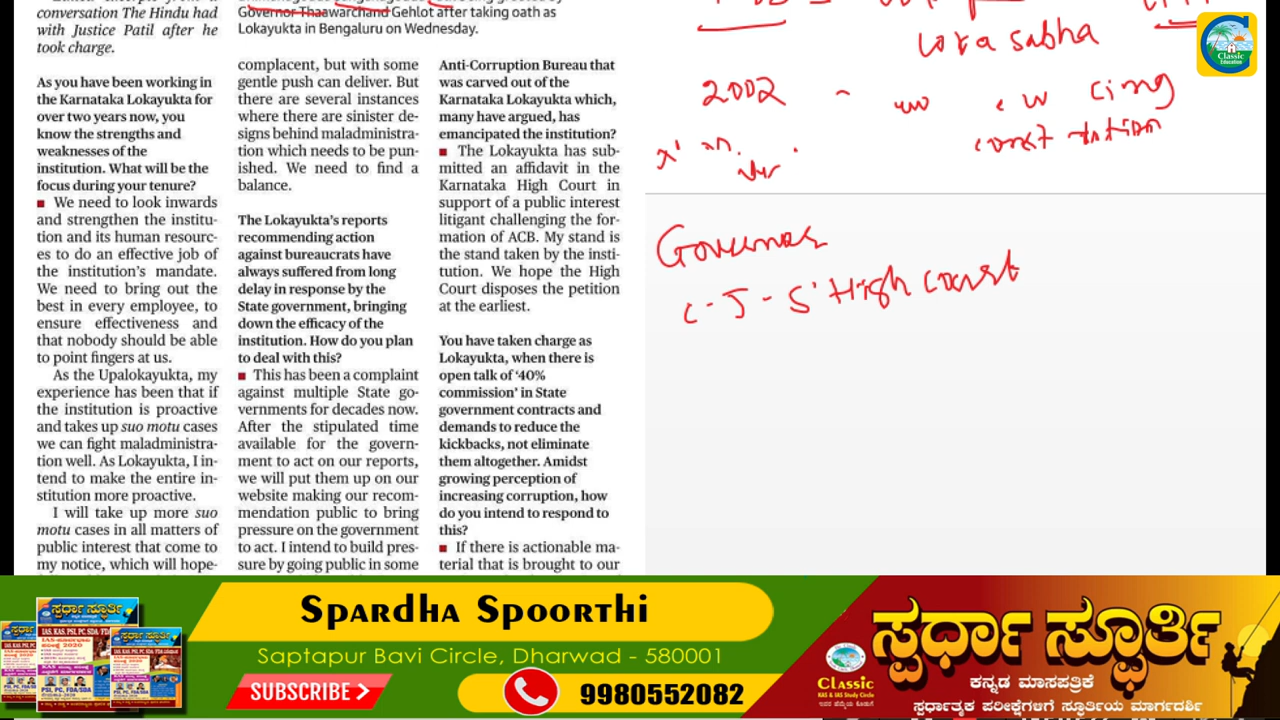 conversation The Hindu had
with Justice Patil after he
took charge.
As you have been working in
the Karnataka Lokayukta for
over two years now, you
know the strengths and
weaknesses of the
institution. What will be the
focus during your tenure?
We need to look inwards
and strengthen the institu-
tion and its human resourc-
es to do an effective job of
the institution's mandate.
We need to bring out the
best in every employee, to
ensure effectiveness and
that nobody should be able
to point fingers at us.
As the Upalokayukta, my
experience has been that if
the institution is proactive
and takes up suo motu cases
we can fight maladministra-
tion well. As Lokayukta, I in-
tend to make the entire in-
stitution more proactive.
I will take up more suo
motu cases in all matters of
public interest that come to
my notice, which will hope-
Governor Thaawarchand Gehlot after taking oath as
Lokayukta in Bengaluru on Wednesday.
complacent, but with some
gentle push can deliver. But
there are several instances
where there are sinister de-
signs behind maladministra-
tion which needs to be pun-
ished. We need to find a
balance.
The Lokayukta's reports
recommending action
against bureaucrats have
always suffered from long
delay in response by the
State government, bringing
down the efficacy of the
institution. How do you plan
to deal with this?
This has been a complaint
against multiple State go-
vernments for decades now.
After the stipulated time
available for the govern-
ment to act on our reports,
we will put them up on our
website making our recom-
mendation public to bring
pressure on the government
to act. I intend to build pres-
sure by going public in some
Anti-Corruption Bureau that
was carved out of the
Karnataka Lokayukta which,
many have argued, has
emancipated the institution?
The Lokayukta has sub-
mitted an affidavit in the
Karnataka High Court in
support of a public interest
litigant challenging the for-
mation of ACB. My stand is
the stand taken by the insti-
tution. We hope the High
Court disposes the petition
at the earliest.
You have taken charge as
Lokayukta, when there is
open talk of '40%
commission' in State
government contracts and
demands to reduce the
kickbacks, not eliminate
them altogether. Amidst
growing perception of
increasing corruption, how
do you intend to respond to
this?
If there is actionable ma-
terial that is brought to our
Loka sabha
2002 -
Governor
C-J-S' High court
Classic
Education
Spardha Spoorthi
Saptapur Bavi Circle, Dharwad - 580001
SUBSCRIBE >
9980552082
ಸ್ಪರ್ಧಾ ಸ್ಫೂರ್ತಿ
ಕನ್ನಡ ಮಾಸಪತ್ರಿಕೆ
ಸ್ಪರ್ಧಾತ್ಮಕ ಪರೀಕ್ಷೆಗಳಿಗೆ ಸ್ಫೂರ್ತಿಯ ಮಾರ್ಗದರ್ಶಿ
Classic
KAS & IAS Study Circle